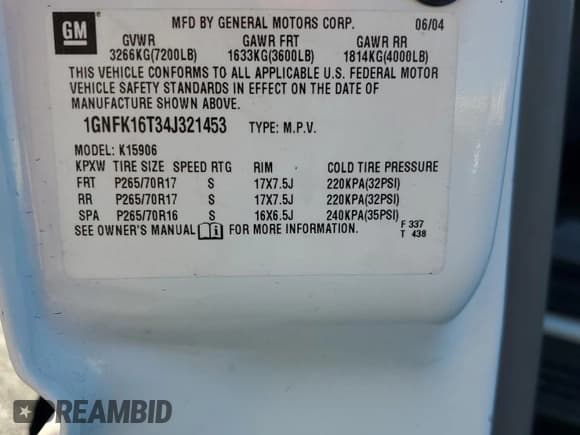 GM
MFD BY GENERAL MOTORS CORP. 06/04
GVWR GAWR FRT GAWR RR
3266KG(7200LB) 1633KG(3600LB) 1814KG(4000LB)
THIS VEHICLE CONFORMS TO ALL APPLICABLE U.S. FEDERAL MOTOR
VEHICLE SAFETY STANDARDS IN EFFECT ON THE DATE OF
MANUFACTURE SHOWN ABOVE.
1GNFK16T34J321453 TYPE: M.P.V.
MODEL: K15906
KPXW TIRE SIZE SPEED RTG RIM COLD TIRE PRESSURE
FRT P265/70R17 S 17X7.5J 220KPA(32PSI)
RR P265/70R17 S 17X7.5J 220KPA(32PSI)
SPA P265/70R16 S 16X6.5J 240KPA(35PSI)
SEE OWNER'S MANUAL FOR MORE INFORMATION. F 337
T 438
DREAMBID